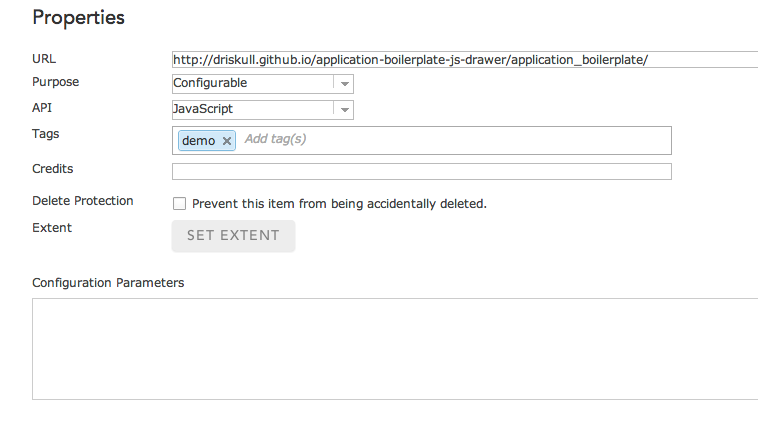 Properties
URL http://driskull.github.io/application-boilerplate-js-drawer/application_boilerplate/
Purpose Configurable
API JavaScript
Tags demo × Add tag(s)
Credits
Delete Protection Prevent this item from being accidentally deleted.
Extent SET EXTENT
Configuration Parameters